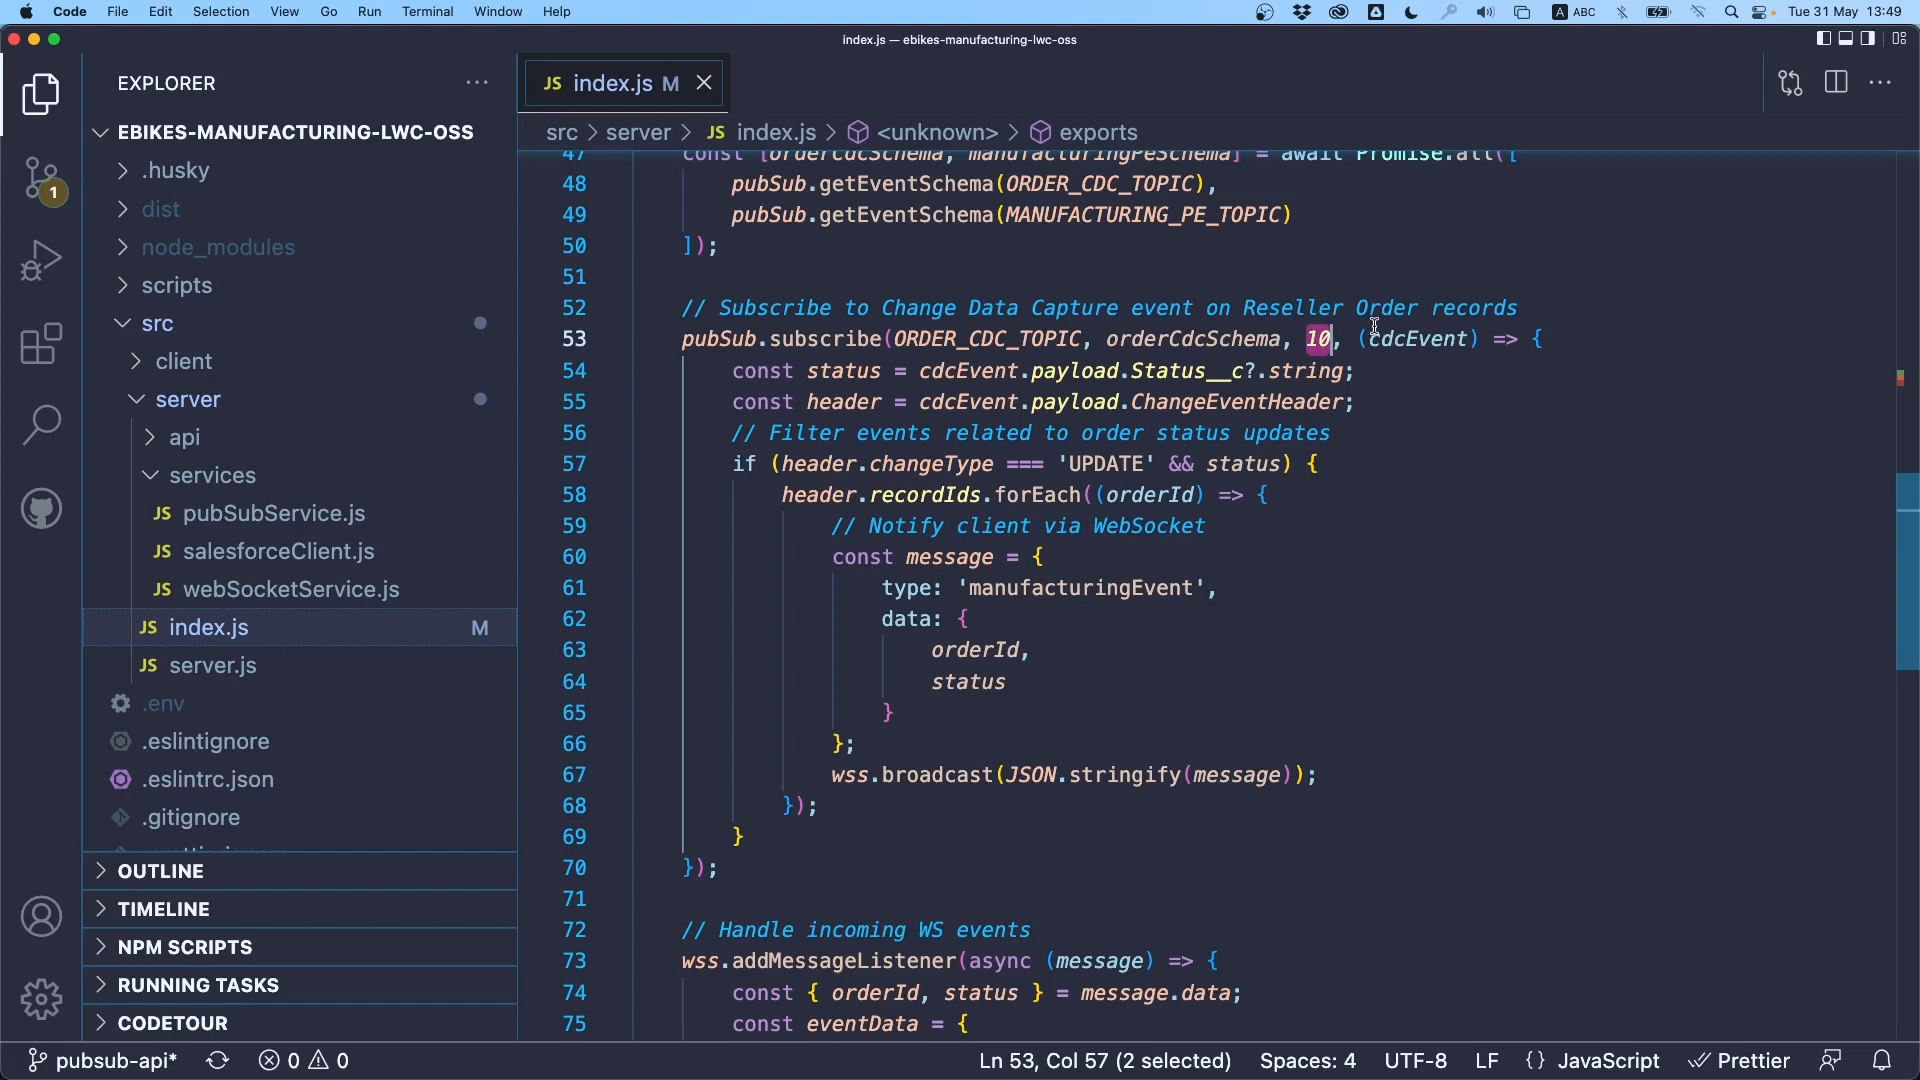 Code File Edit Selection View Go Run Terminal Window Help A ABC Tue 31 May 13:49
index.js — ebikes-manufacturing-lwc-oss
EXPLORER
JS index.js M
EBIKES-MANUFACTURING-LWC-OSS
src > server > JS index.js > <unknown> > exports
.husky
dist
node_modules
scripts
src
client
server
api
services
JS pubSubService.js
JS salesforceClient.js
JS webSocketService.js
JS index.js M
JS server.js
.env
.eslintignore
.eslintrc.json
.gitignore
OUTLINE
TIMELINE
NPM SCRIPTS
RUNNING TASKS
CODETOUR
1
47 const [orderCdcSchema, manufacturingPeSchema] = await Promise.all([
48 pubSub.getEventSchema(ORDER_CDC_TOPIC),
49 pubSub.getEventSchema(MANUFACTURING_PE_TOPIC)
50 ]);
51
52 // Subscribe to Change Data Capture event on Reseller Order records
53 pubSub.subscribe(ORDER_CDC_TOPIC, orderCdcSchema, 10, (cdcEvent) => {
54 const status = cdcEvent.payload.Status__c?.string;
55 const header = cdcEvent.payload.ChangeEventHeader;
56 // Filter events related to order status updates
57 if (header.changeType === 'UPDATE' && status) {
58 header.recordIds.forEach((orderId) => {
59 // Notify client via WebSocket
60 const message = {
61 type: 'manufacturingEvent',
62 data: {
63 orderId,
64 status
65 }
66 };
67 wss.broadcast(JSON.stringify(message));
68 });
69 }
70 });
71
72 // Handle incoming WS events
73 wss.addMessageListener(async (message) => {
74 const { orderId, status } = message.data;
75 const eventData = {
pubsub-api* 0 0 Ln 53, Col 57 (2 selected) Spaces: 4 UTF-8 LF {} JavaScript Prettier